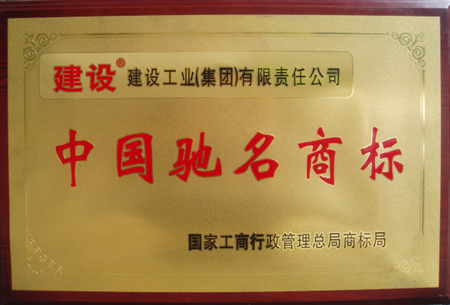 建设® 建设工业(集团)有限责任公司
中国驰名商标
国家工商行政管理总局商标局